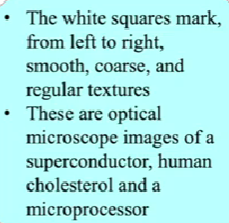 • The white squares mark,
from left to right,
smooth, coarse, and
regular textures
• These are optical
microscope images of a
superconductor, human
cholesterol and a
microprocessor